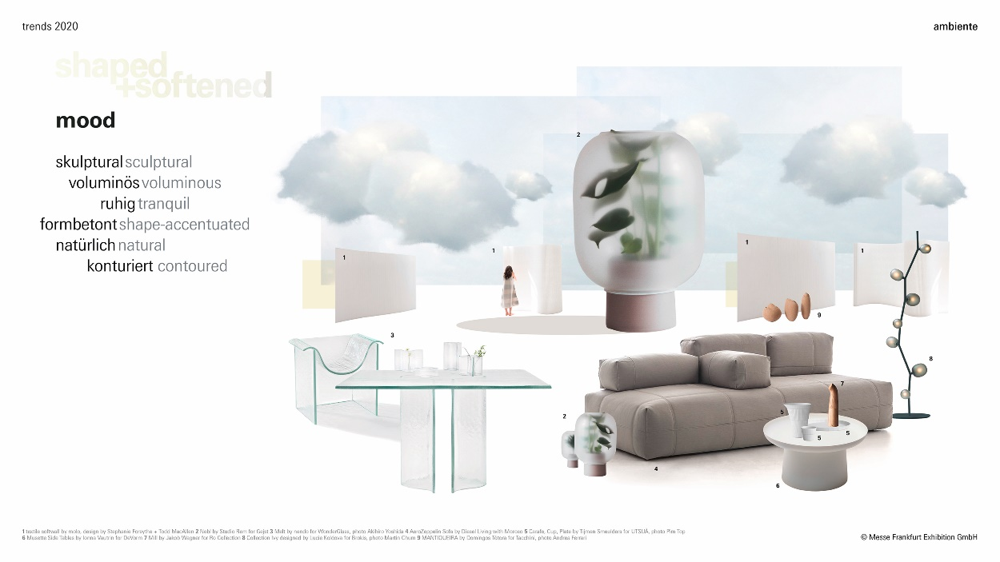 trends 2020
ambiente
shaped
+softened
mood
skulptural sculptural
voluminös voluminous
ruhig tranquil
formbetont shape-accentuated
natürlich natural
konturiert contoured
2
1
1
1
1
9
3
8
7
2
5
5
5
4
6
1 textile softwall by molo, design by Stephanie Forsythe + Todd MacAllen 2 Nebl by Studio Rem for Gejst 3 Melt by nendo for WonderGlass, photo Akihiro Yoshida 4 AeroZeppelin Sofa by Diesel Living with Moroso 5 Carafe, Cup, Plate by Tijmen Smeulders for UTSUÁ, photo Pim Top
6 Musette Side Tables by Ionna Vautrin for DeVorm 7 Mill by Jakob Wagner for Ro Collection 8 Collection Ivy designed by Lucie Koldova for Brokis, photo Martin Chum 9 MANTIQUEIRA by Domingos Tótora for Tacchini, photo Andrea Ferrari
© Messe Frankfurt Exhibition GmbH